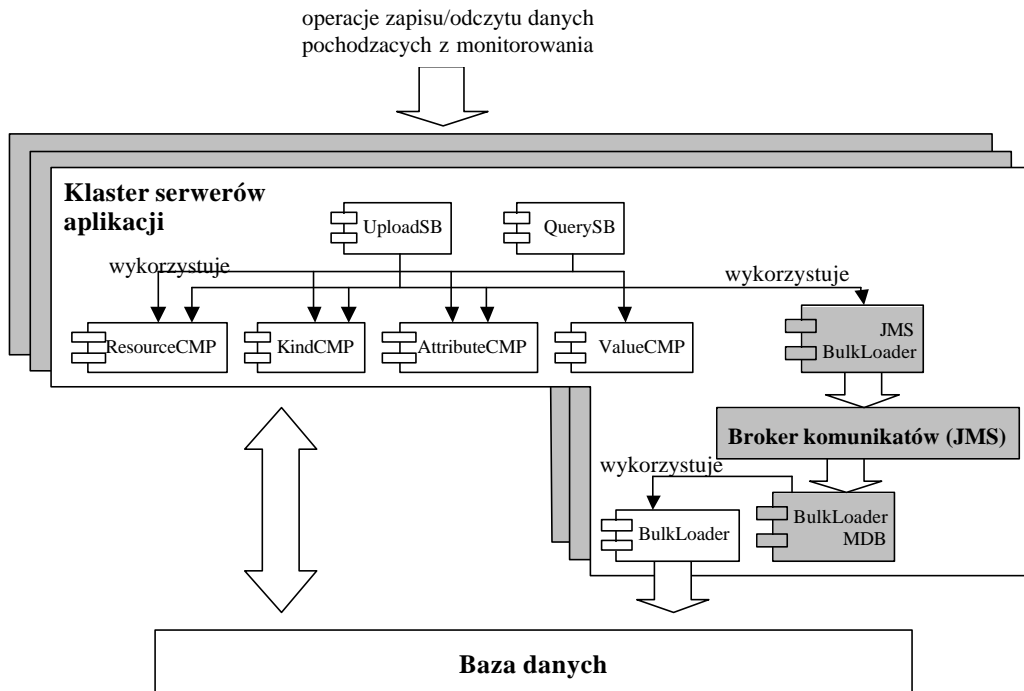 operacje zapisu/odczytu danych
pochodzacych z monitorowania
Klaster serwerów
aplikacji
UploadSB
QuerySB
wykorzystuje
wykorzystuje
ResourceCMP
KindCMP
AttributeCMP
ValueCMP
JMS
BulkLoader
Broker komunikatów (JMS)
wykorzystuje
BulkLoader
BulkLoader
MDB
Baza danych